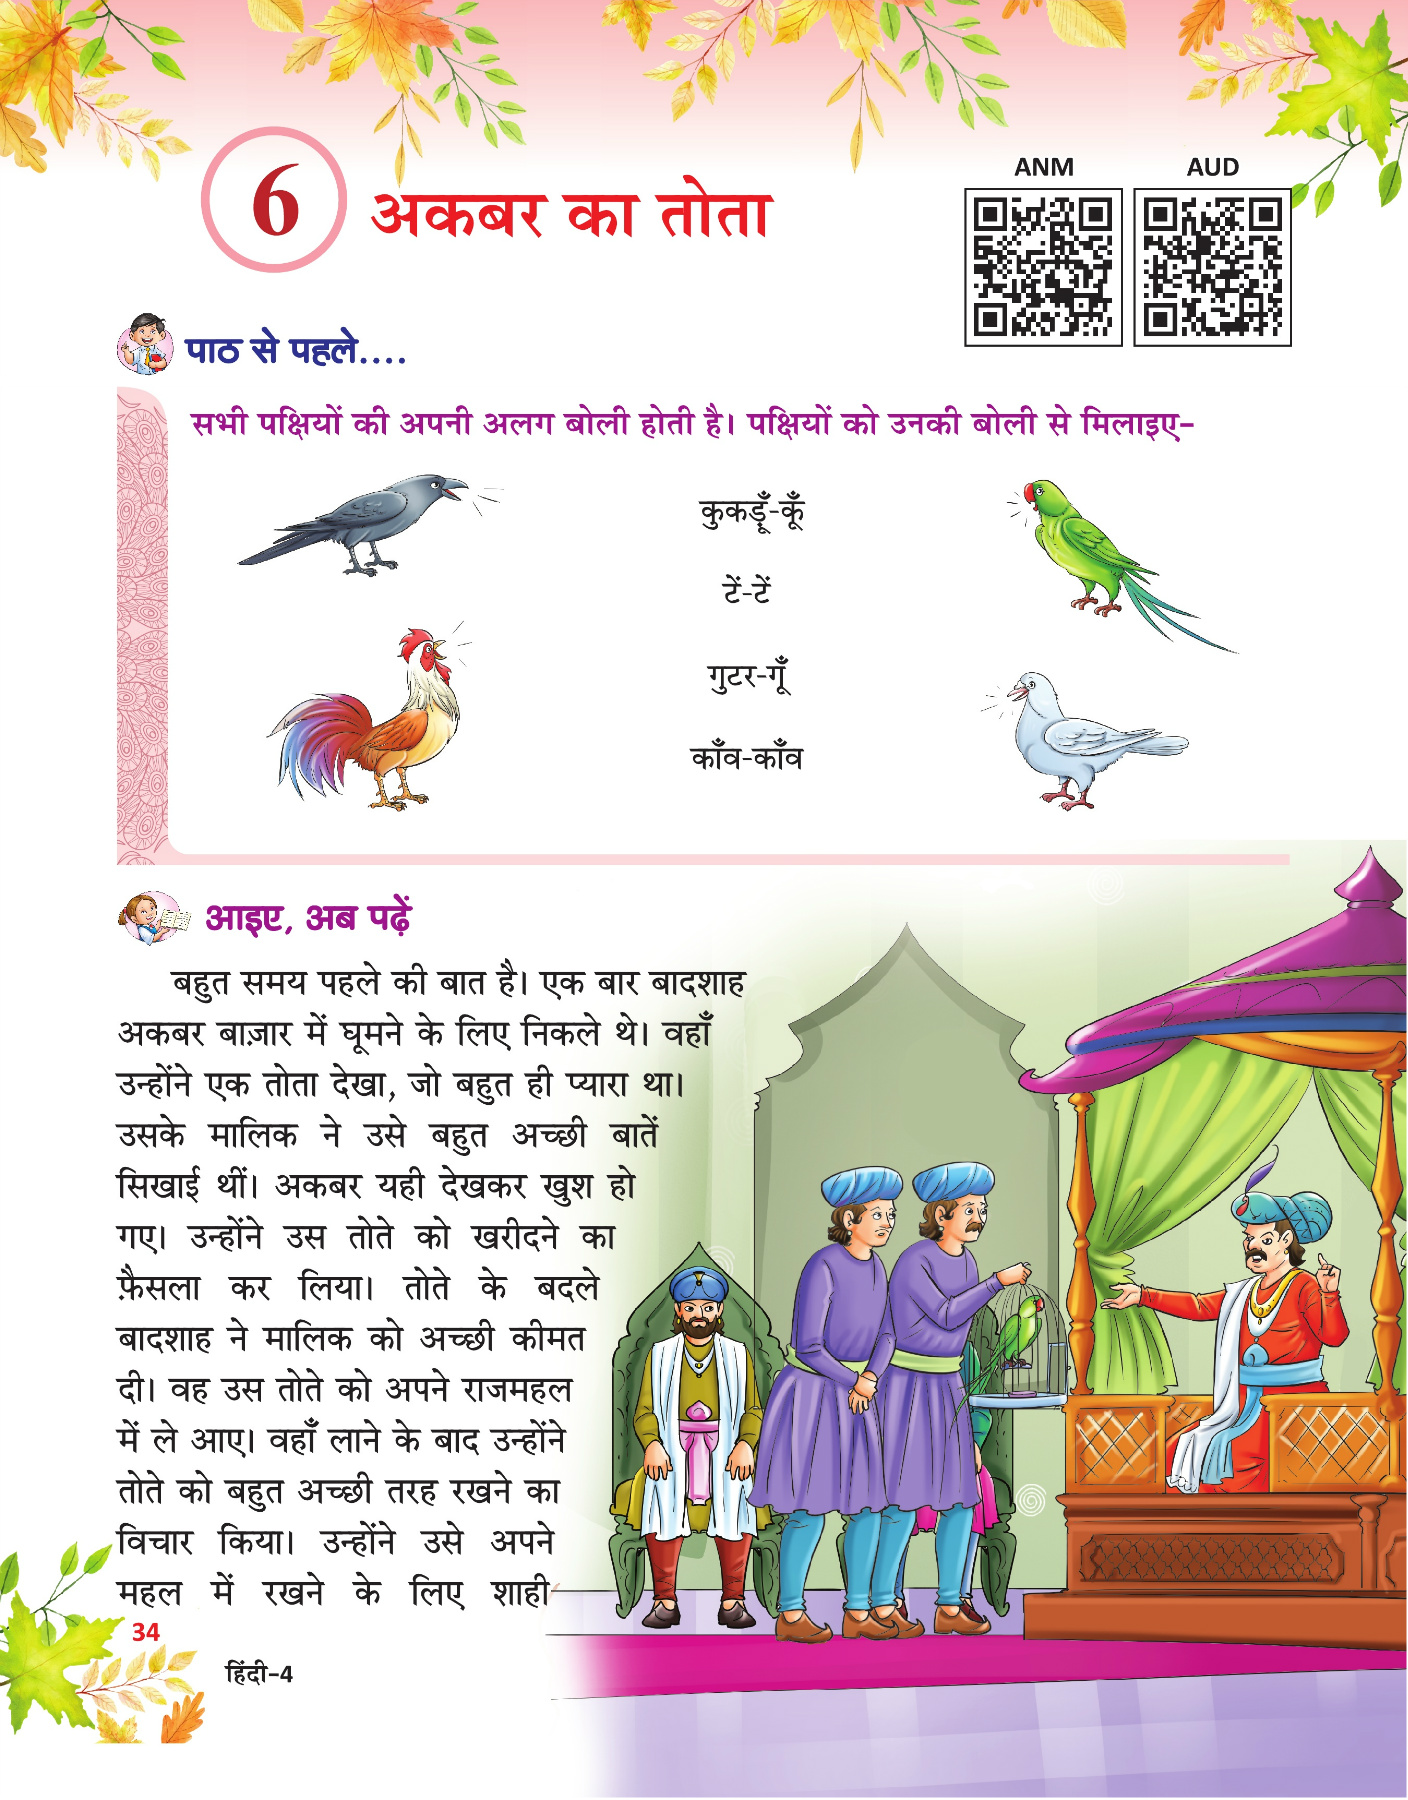 ANM
AUD
6
अकबर का तोता
पाठ से पहले....
सभी पक्षियों की अपनी अलग बोली होती है। पक्षियों को उनकी बोली से मिलाइए–
कुकड़ूँ-कूँ
टें-टें
गुटर-गूँ
काँव-काँव
आइए, अब पढ़ें
बहुत समय पहले की बात है। एक बार बादशाह
अकबर बाज़ार में घूमने के लिए निकले थे। वहाँ
उन्होंने एक तोता देखा, जो बहुत ही प्यारा था।
उसके मालिक ने उसे बहुत अच्छी बातें
सिखाई थीं। अकबर यही देखकर खुश हो
गए। उन्होंने उस तोते को खरीदने का
फ़ैसला कर लिया। तोते के बदले
बादशाह ने मालिक को अच्छी कीमत
दी। वह उस तोते को अपने राजमहल
में ले आए। वहाँ लाने के बाद उन्होंने
तोते को बहुत अच्छी तरह रखने का
विचार किया। उन्होंने उसे अपने
महल में रखने के लिए शाही-
34
हिंदी-4